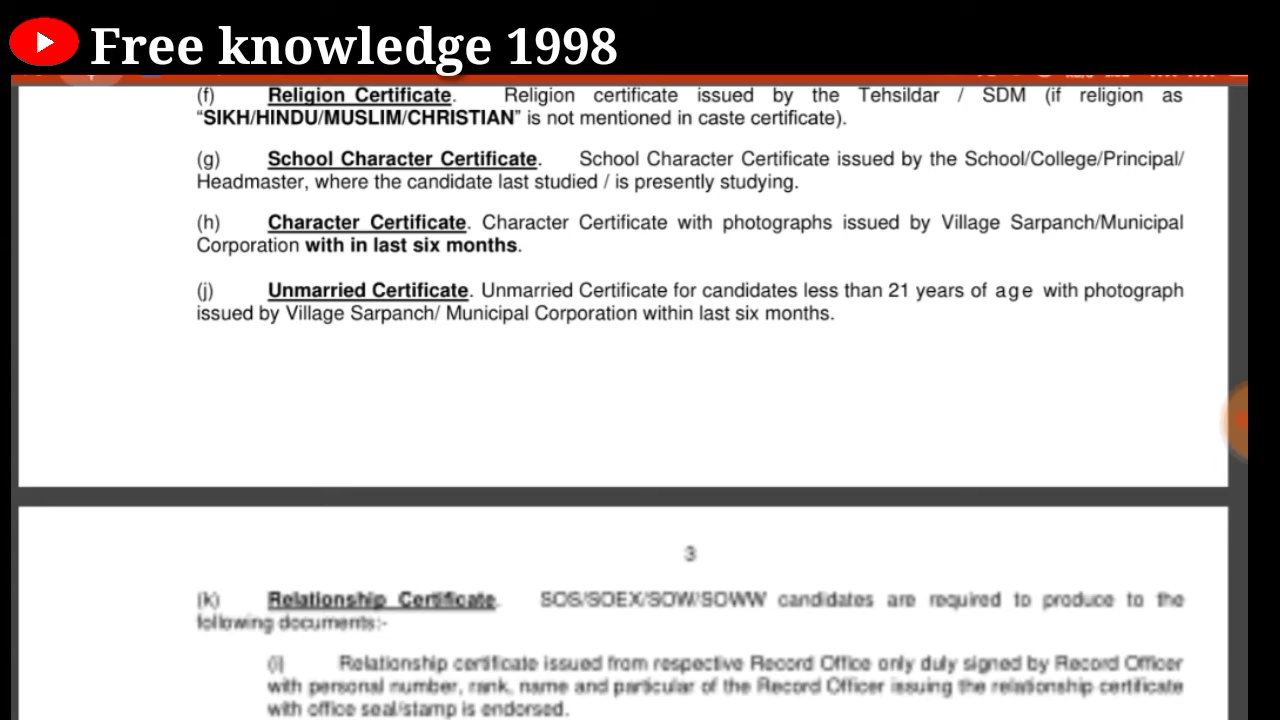 Free knowledge 1998
(f) Religion Certificate. Religion certificate issued by the Tehsildar / SDM (if religion as
“SIKH/HINDU/MUSLIM/CHRISTIAN” is not mentioned in caste certificate).
(g) School Character Certificate. School Character Certificate issued by the School/College/Principal/
Headmaster, where the candidate last studied / is presently studying.
(h) Character Certificate. Character Certificate with photographs issued by Village Sarpanch/Municipal
Corporation with in last six months.
(j) Unmarried Certificate. Unmarried Certificate for candidates less than 21 years of age with photograph
issued by Village Sarpanch/ Municipal Corporation within last six months.
3
(k) Relationship Certificate. SOS/SOEX/SOW/SOWW candidates are required to produce to the
following documents:-
(i) Relationship certificate issued from respective Record Office only duly signed by Record Officer
with personal number, rank, name and particular of the Record Officer issuing the relationship certificate
with office seal/stamp is endorsed.